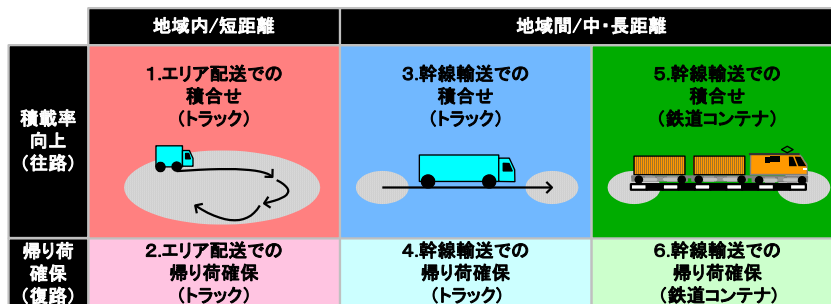 地域内/短距離
地域間/中・長距離
積載率
向上
(往路)
1.エリア配送での
積合せ
(トラック)
3.幹線輸送での
積合せ
(トラック)
5.幹線輸送での
積合せ
(鉄道コンテナ)
帰り荷
確保
(復路)
2.エリア配送での
帰り荷確保
(トラック)
4.幹線輸送での
帰り荷確保
(トラック)
6.幹線輸送での
帰り荷確保
(鉄道コンテナ)